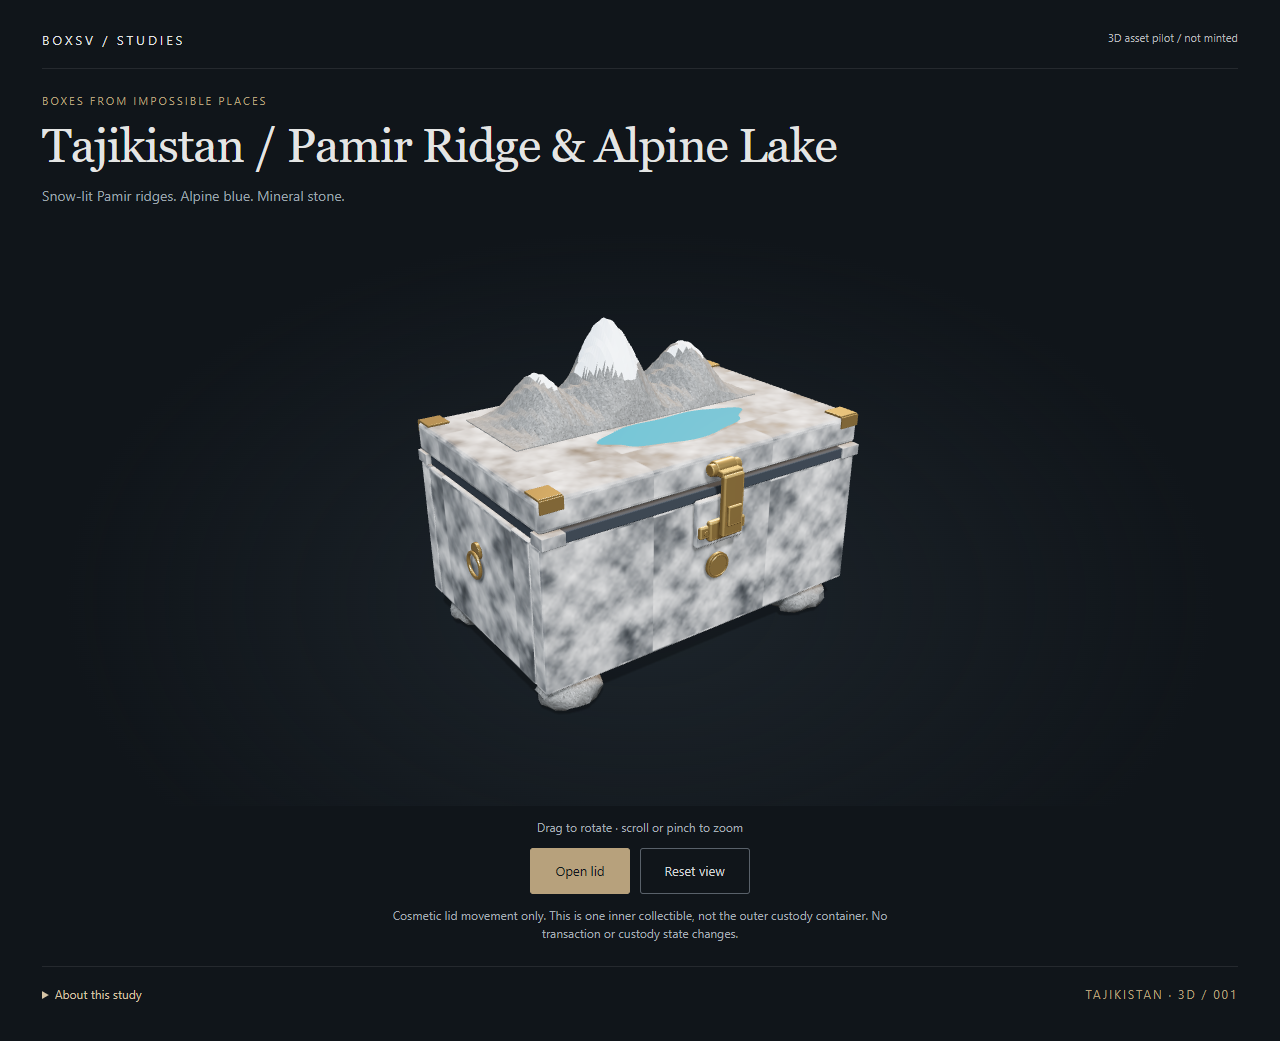 BOXSV / STUDIES
3D asset pilot / not minted
BOXES FROM IMPOSSIBLE PLACES
Tajikistan / Pamir Ridge & Alpine Lake
Snow-lit Pamir ridges. Alpine blue. Mineral stone.
Drag to rotate · scroll or pinch to zoom
Open lid
Reset view
Cosmetic lid movement only. This is one inner collectible, not the outer custody container. No
transaction or custody state changes.
About this study
TAJIKISTAN · 3D / 001